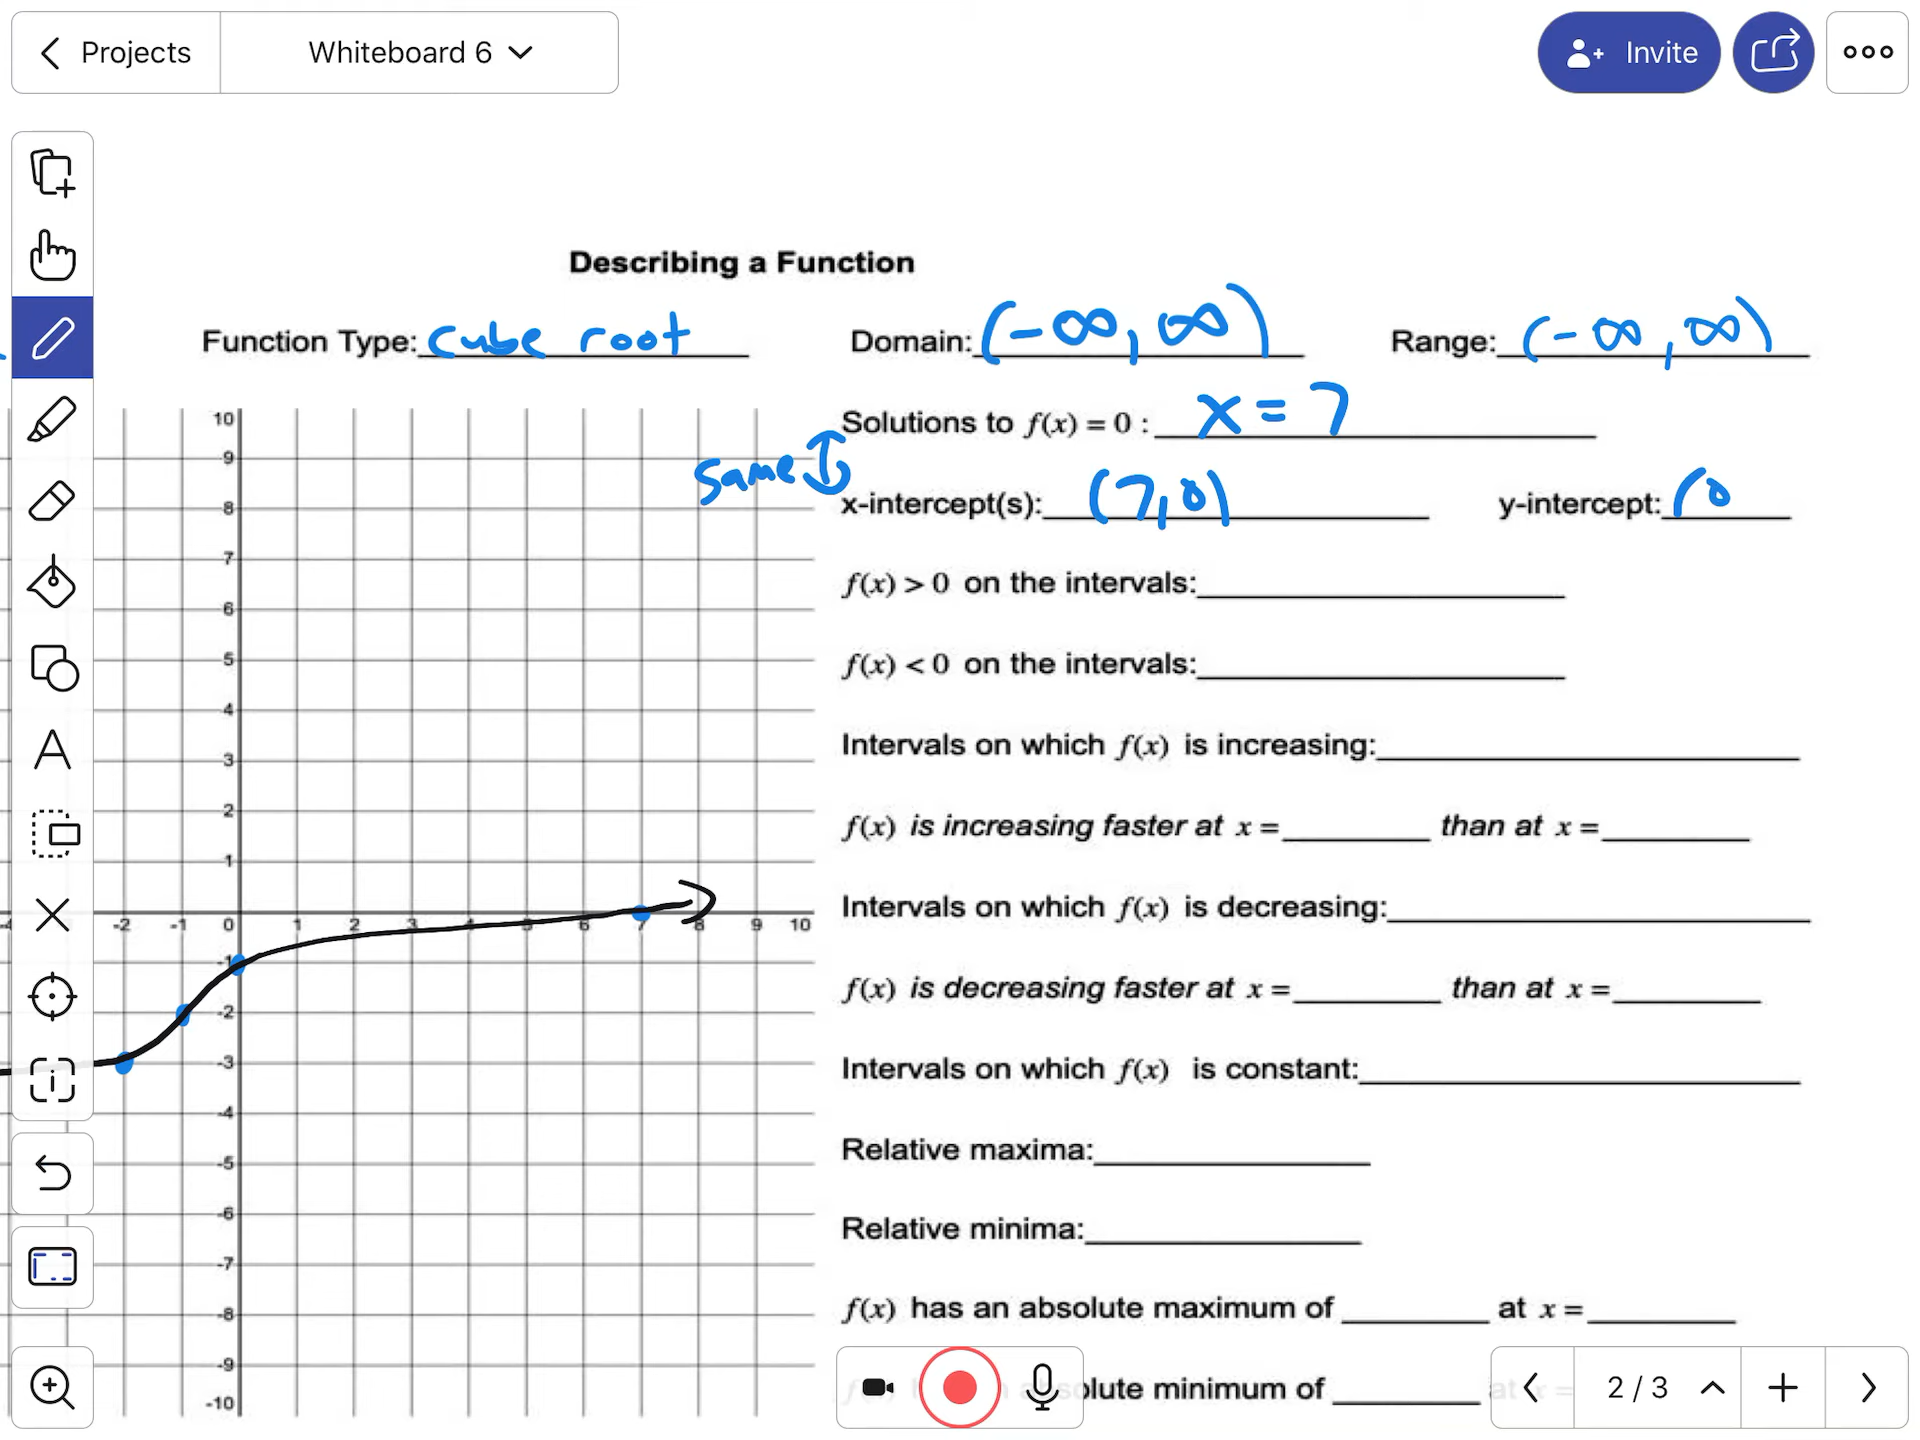 Projects
Whiteboard 6
Invite
Describing a Function
Function Type: cube root
Domain: (-∞, ∞)
Range: (-∞, ∞)
Solutions to f(x) = 0 : x = 7
same
x-intercept(s): (7,0)
y-intercept: (0
f(x) > 0 on the intervals:
f(x) < 0 on the intervals:
Intervals on which f(x) is increasing:
f(x) is increasing faster at x = than at x =
Intervals on which f(x) is decreasing:
f(x) is decreasing faster at x = than at x =
Intervals on which f(x) is constant:
Relative maxima:
Relative minima:
f(x) has an absolute maximum of at x =
olute minimum of at x =
10
9
8
7
6
5
4
3
2
1
-4 -2 -1 0 1 2 3 4 5 6 7 8 9 10
-1
-2
-3
-4
-5
-6
-7
-8
-9
-10
2 / 3